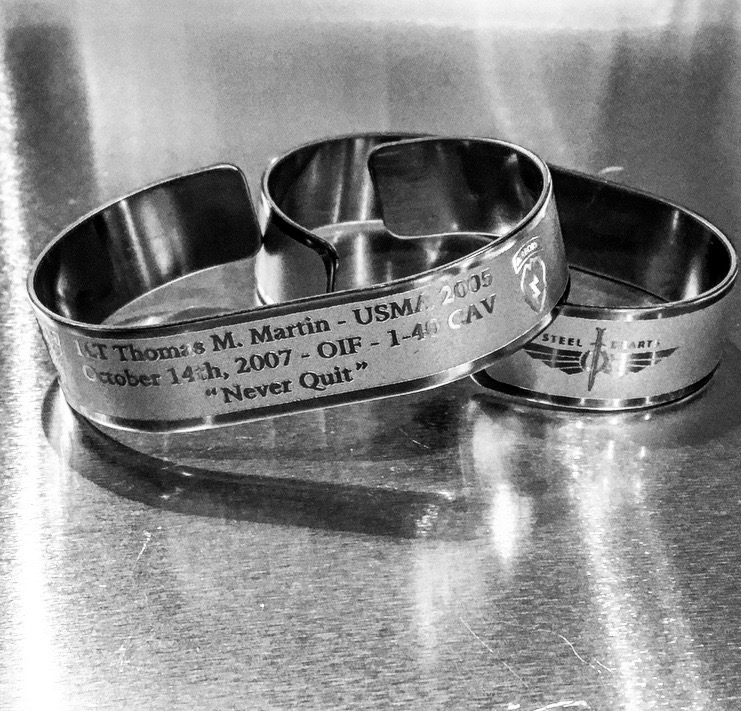 1LT Thomas M. Martin - USMA 2005
October 14th, 2007 - OIF - 1-40 CAV
“Never Quit”
STEEL HEARTS